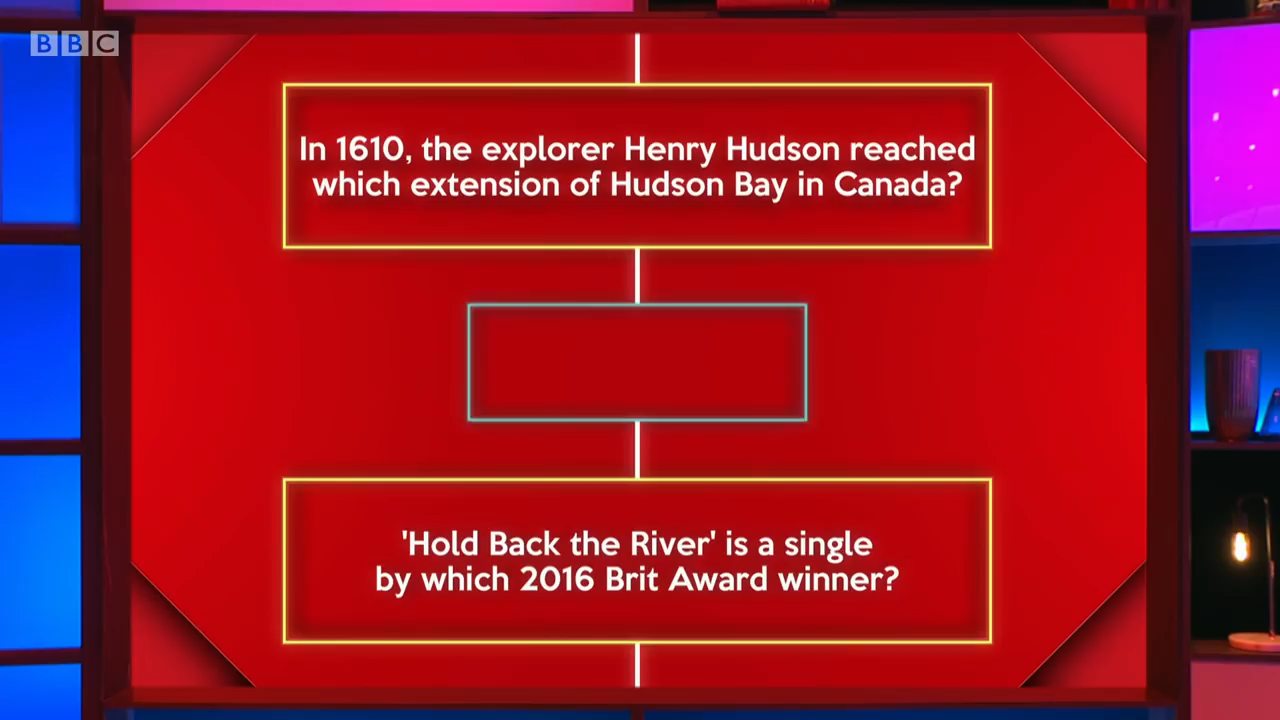 BBC
In 1610, the explorer Henry Hudson reached
which extension of Hudson Bay in Canada?
'Hold Back the River' is a single
by which 2016 Brit Award winner?